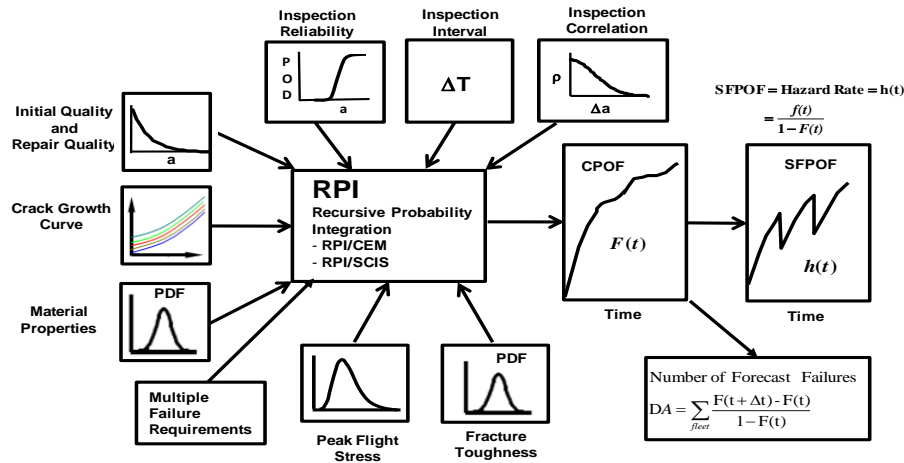 Inspection
Reliability
P
O
D
a
Inspection
Interval
ΔT
Inspection
Correlation
ρ
Δa
SFPOF = Hazard Rate = h(t)
= f(t) / 1 − F(t)
Initial Quality
and
Repair Quality
a
Crack Growth
Curve
Material
Properties
PDF
Multiple
Failure
Requirements
RPI
Recursive Probability
Integration
- RPI/CEM
- RPI/SCIS
Peak Flight
Stress
PDF
Fracture
Toughness
CPOF
F(t)
Time
SFPOF
h(t)
Time
Number of Forecast Failures
DA = ∑ fleet F(t + Δt) - F(t) / 1 − F(t)